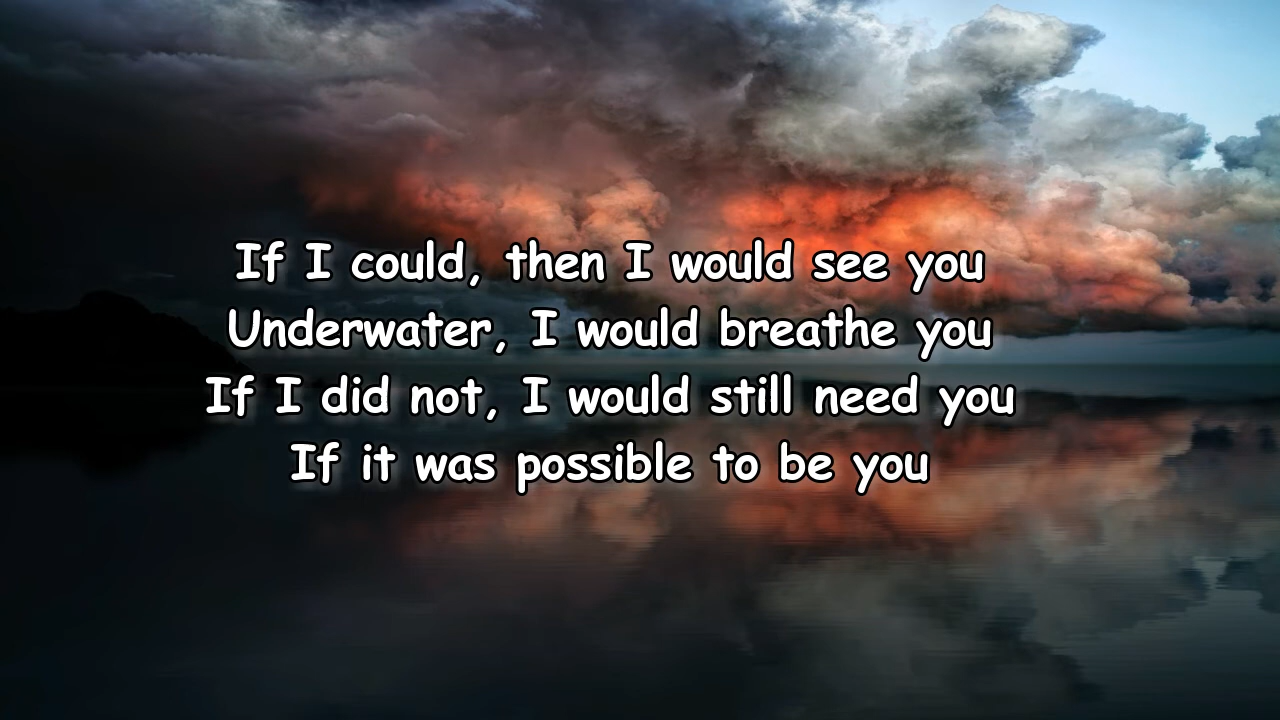 If I could, then I would see you
Underwater, I would breathe you
If I did not, I would still need you
If it was possible to be you